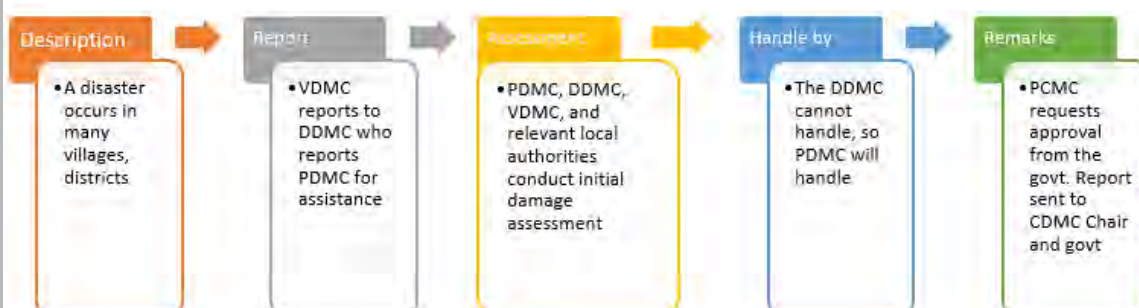 Description
• A disaster
occurs in
many
villages,
districts
Report
• VDMC
reports to
DDMC who
reports
PDMC for
assistance
Assessment
• PDMC, DDMC,
VDMC, and
relevant local
authorities
conduct initial
damage
assessment
Handle by
• The DDMC
cannot
handle, so
PDMC will
handle
Remarks
• PCMC
requests
approval
from the
govt. Report
sent to
CDMC Chair
and govt